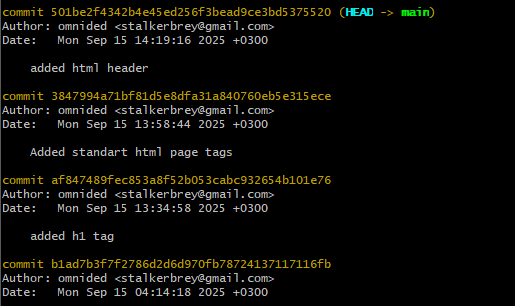 commit 501be2f4342b4e45ed256f3bead9ce3bd5375520 (HEAD -> main)
Author: omnided <stalkerbrey@gmail.com>
Date:   Mon Sep 15 14:19:16 2025 +0300
    added html header
commit 3847994a71bf81d5e8dfa31a840760eb5e315ece
Author: omnided <stalkerbrey@gmail.com>
Date:   Mon Sep 15 13:58:44 2025 +0300
    Added standart html page tags
commit af847489fec853a8f52b053cabc932654b101e76
Author: omnided <stalkerbrey@gmail.com>
Date:   Mon Sep 15 13:34:58 2025 +0300
    added h1 tag
commit b1ad7b3f7f2786d2d6d970fb78724137117116fb
Author: omnided <stalkerbrey@gmail.com>
Date:   Mon Sep 15 04:14:18 2025 +0300